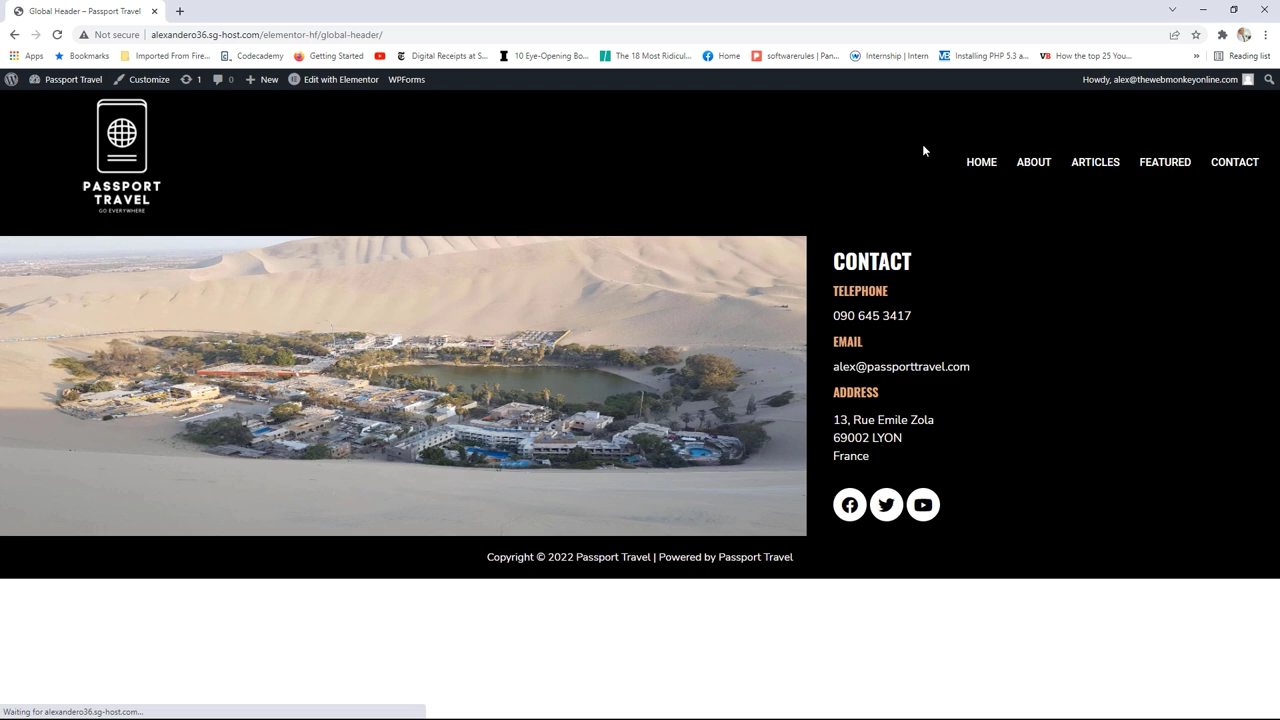 Global Header – Passport Travel
Not secure
alexandero36.sg-host.com/elementor-hf/global-header/
Apps
Bookmarks
Imported From Fire...
Codecademy
Getting Started
Digital Receipts at S...
10 Eye-Opening Bo...
The 18 Most Ridicul...
Home
softwarerules | Pan...
Internship | Intern
Installing PHP 5.3 a...
How the top 25 You...
»
Reading list
Passport Travel
Customize
1
0
New
Edit with Elementor
WPForms
Howdy, alex@thewebmonkeyonline.com
PASSPORT
TRAVEL
GO EVERYWHERE
HOME
ABOUT
ARTICLES
FEATURED
CONTACT
CONTACT
TELEPHONE
090 645 3417
EMAIL
alex@passporttravel.com
ADDRESS
13, Rue Emile Zola
69002 LYON
France
Copyright © 2022 Passport Travel | Powered by Passport Travel
Waiting for alexandero36.sg-host.com...